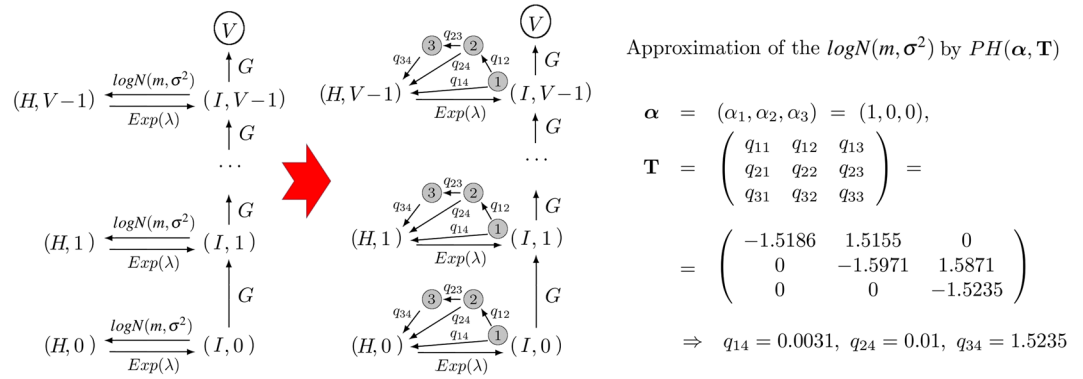 V
G
logN(m, σ²)
(H, V−1)
(I, V−1)
Exp(λ)
G
⋯
G
logN(m, σ²)
(H, 1)
(I, 1)
Exp(λ)
G
logN(m, σ²)
(H, 0)
(I, 0)
Exp(λ)
V
G
3 q₂₃ 2
q₃₄ q₂₄ q₁₂
q₁₄ 1
(H, V−1)
(I, V−1)
Exp(λ)
G
⋯
G
3 q₂₃ 2
q₃₄ q₂₄ q₁₂
q₁₄ 1
(H, 1)
(I, 1)
Exp(λ)
G
3 q₂₃ 2
q₃₄ q₂₄ q₁₂
q₁₄ 1
(H, 0)
(I, 0)
Exp(λ)
Approximation of the logN(m, σ²) by PH(α, T)
α = (α₁, α₂, α₃) = (1, 0, 0),
q₁₁ q₁₂ q₁₃
T = ( q₂₁ q₂₂ q₂₃ ) =
q₃₁ q₃₂ q₃₃
−1.5186 1.5155 0
= ( 0 −1.5971 1.5871 )
0 0 −1.5235
⇒ q₁₄ = 0.0031, q₂₄ = 0.01, q₃₄ = 1.5235